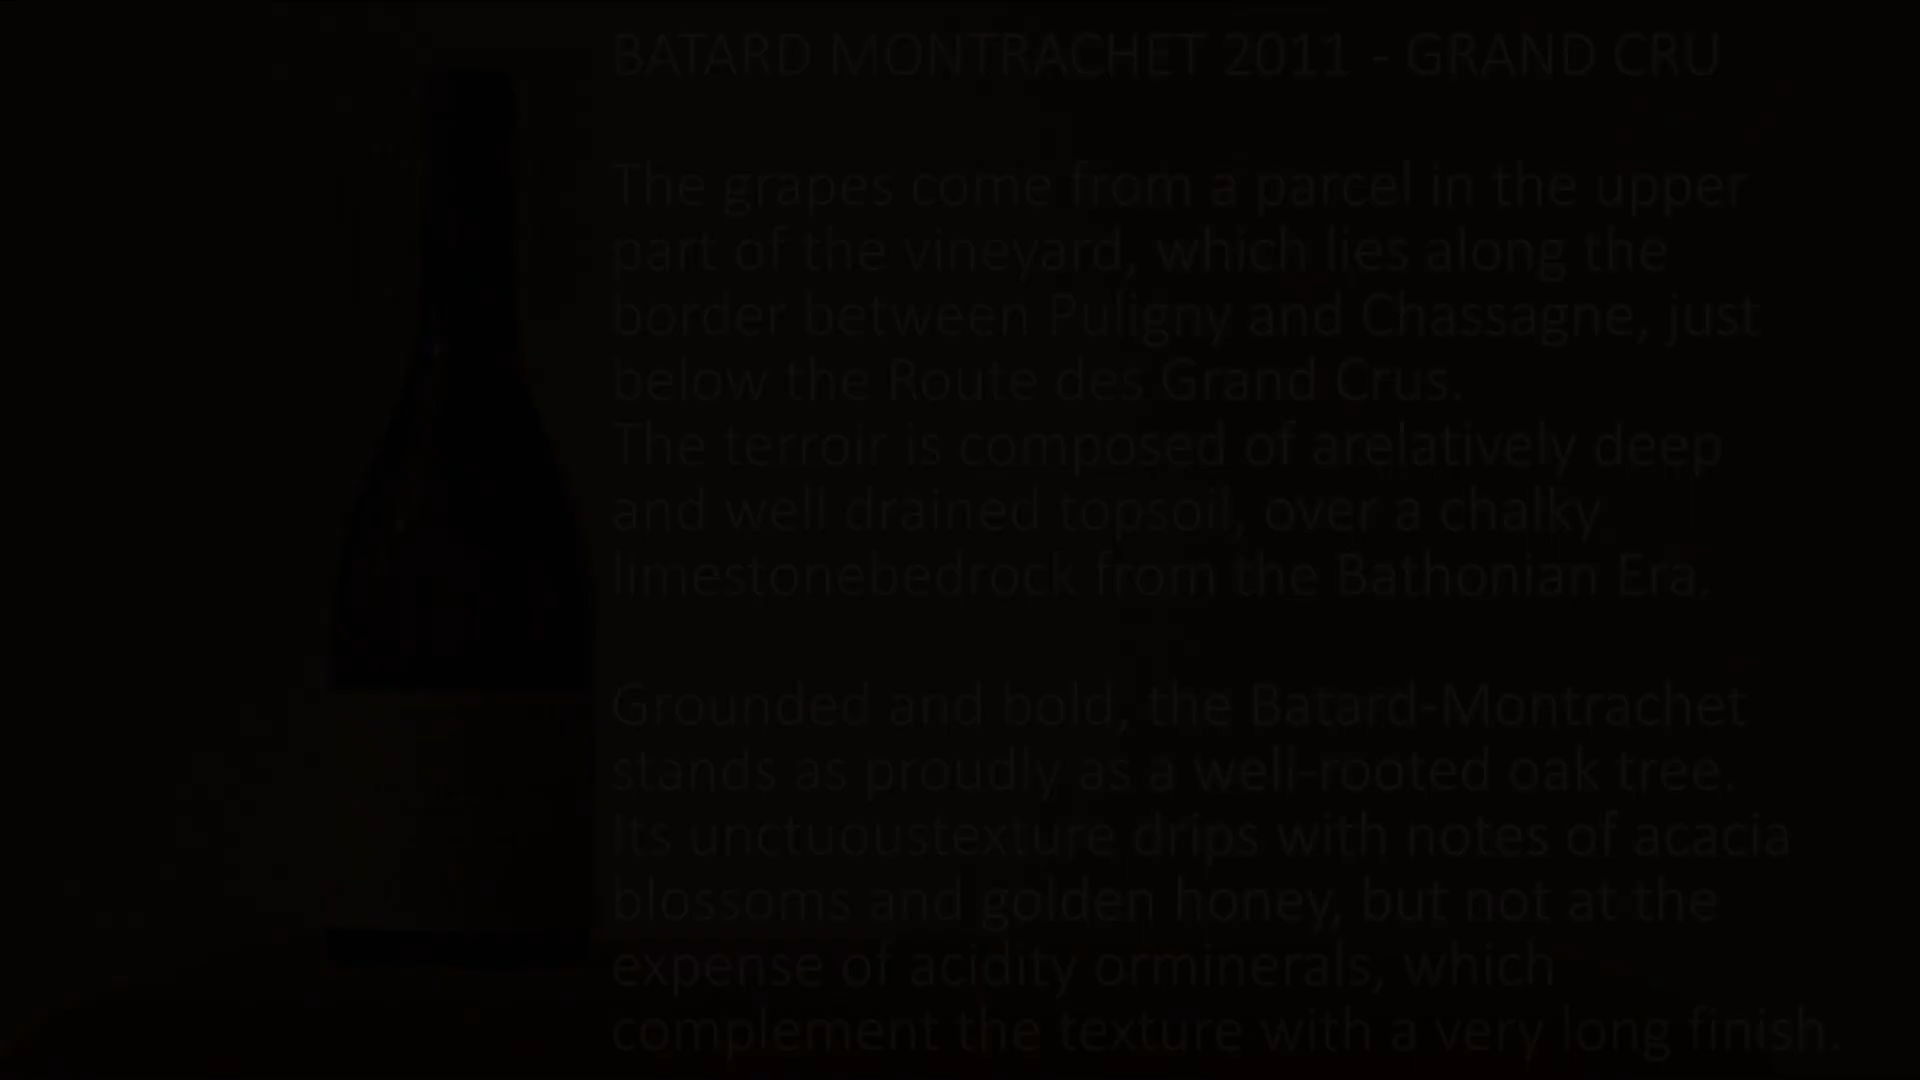 BATARD MONTRACHET 2011 - GRAND CRU
The grapes come from a parcel in the upper
part of the vineyard, which lies along the
border between Puligny and Chassagne, just
below the Route des Grand Crus.
The terroir is composed of arelatively deep
and well drained topsoil, over a chalky
limestonebedrock from the Bathonian Era.
Grounded and bold, the Batard-Montrachet
stands as proudly as a well-rooted oak tree.
Its unctuoustexture drips with notes of acacia
blossoms and golden honey, but not at the
expense of acidity orminerals, which
complement the texture with a very long finish.